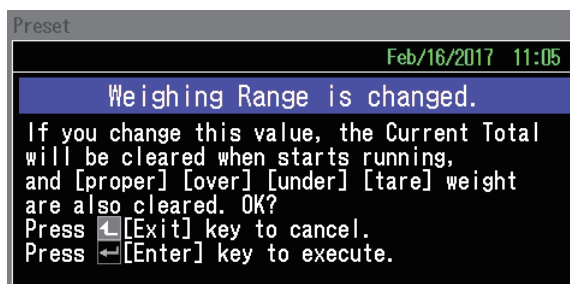 Preset
Feb/16/2017 11:05
Weighing Range is changed.
If you change this value, the Current Total
will be cleared when starts running,
and [proper] [over] [under] [tare] weight
are also cleared. OK?
Press [Exit] key to cancel.
Press [Enter] key to execute.